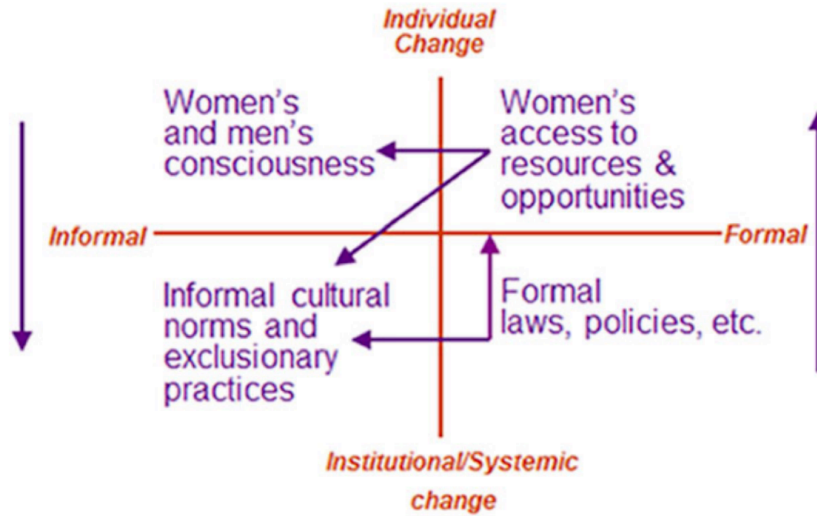 Individual
Change
Women's
and men's
consciousness
Women's
access to
resources &
opportunities
Informal
Formal
Informal cultural
norms and
exclusionary
practices
Formal
laws, policies, etc.
Institutional/Systemic
change